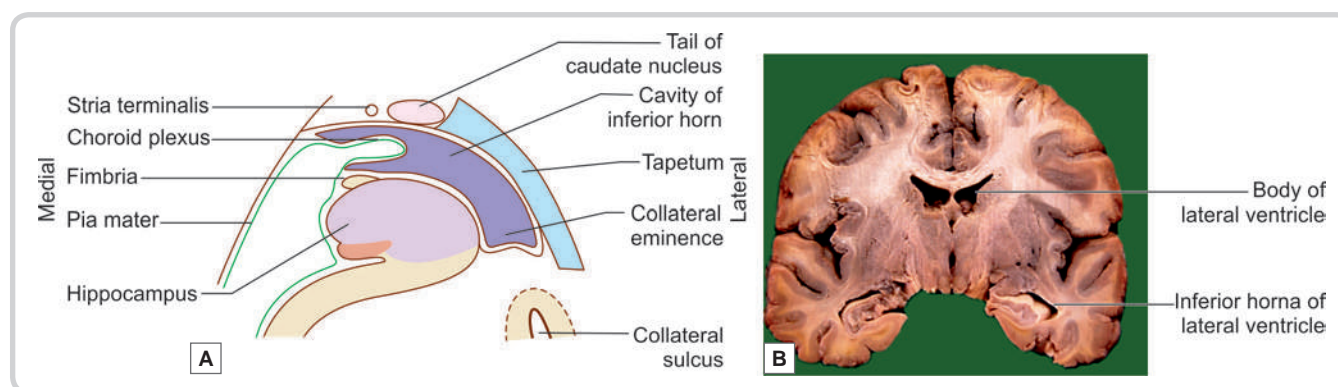 Tail of
caudate nucleus
Stria terminalis
Cavity of
inferior horn
Choroid plexus
Tapetum
Fimbria
Medial
Lateral
Pia mater
Collateral
eminence
Hippocampus
Collateral
sulcus
A
Body of
lateral ventricle
Inferior horna of
lateral ventricle
B